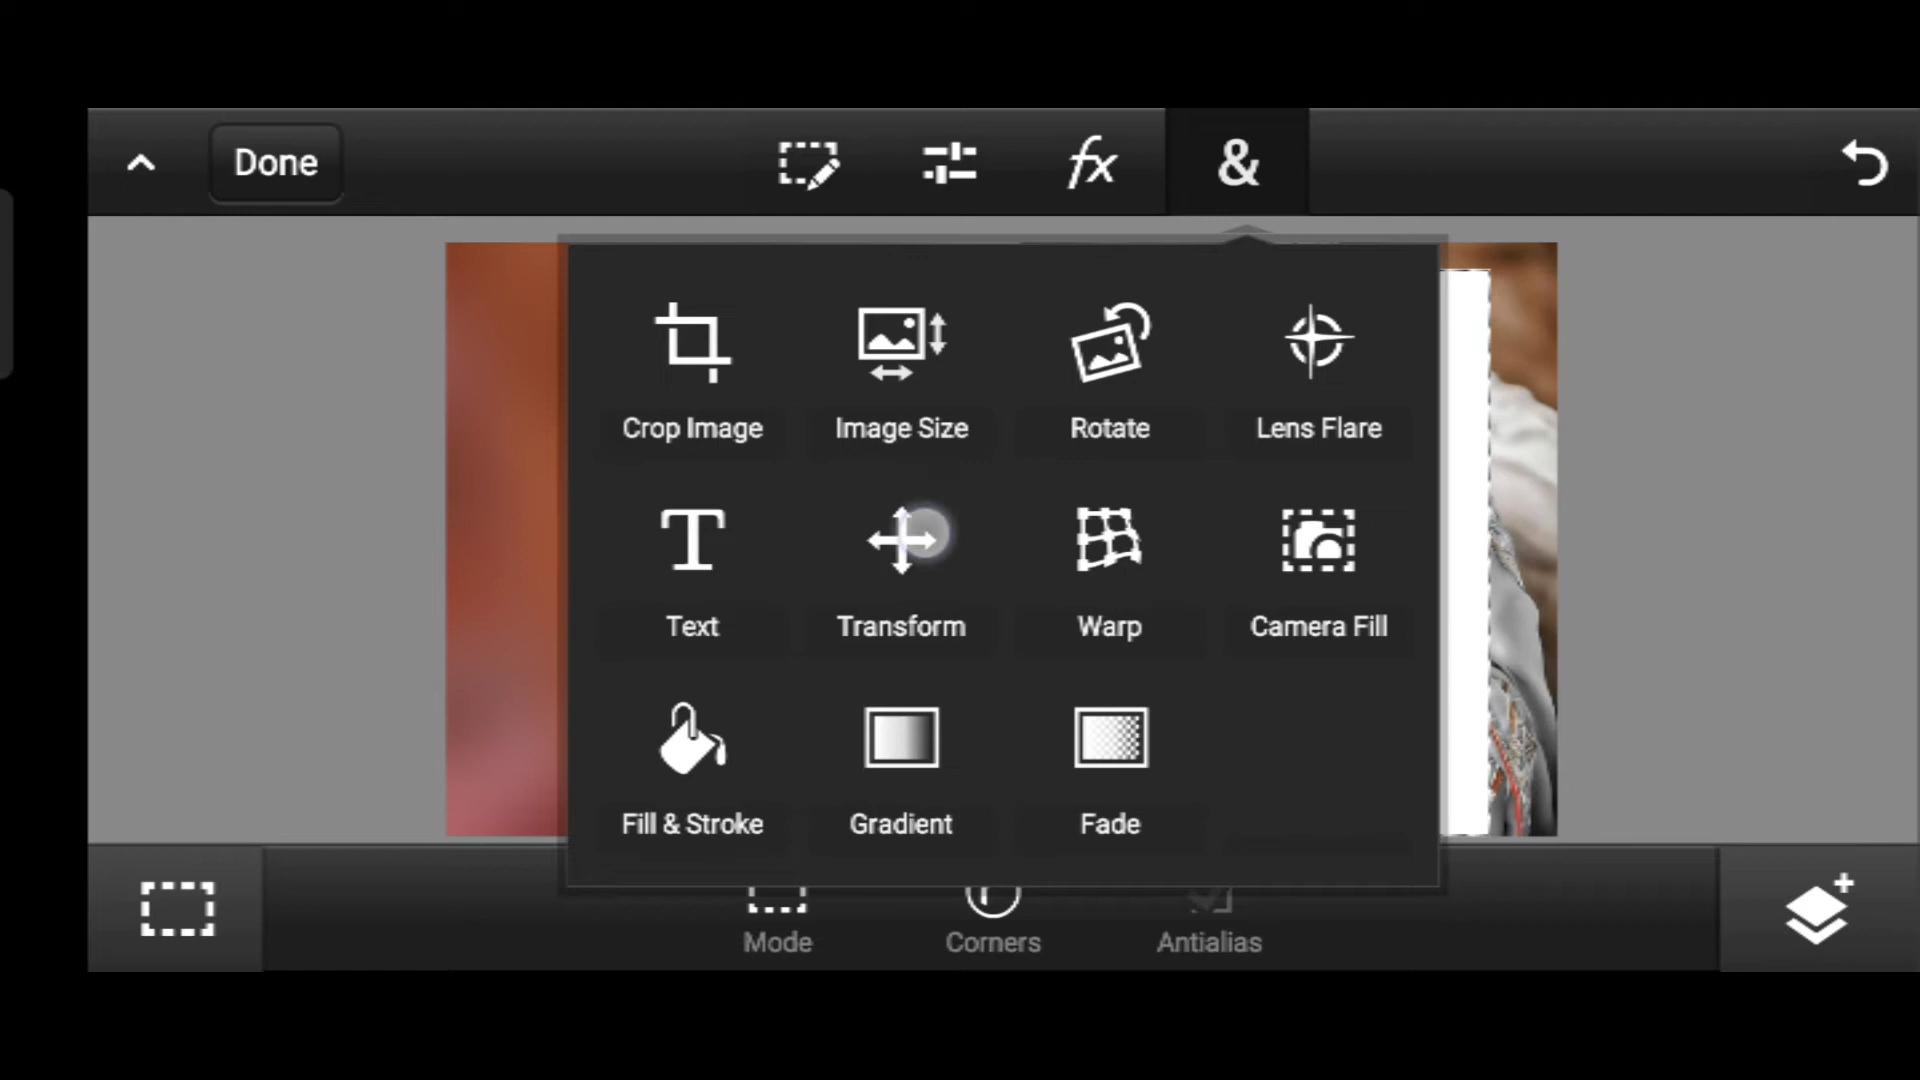 Done fx &
Crop Image Image Size Rotate Lens Flare
Text Transform Warp Camera Fill
Fill & Stroke Gradient Fade
Mode Corners Antialias